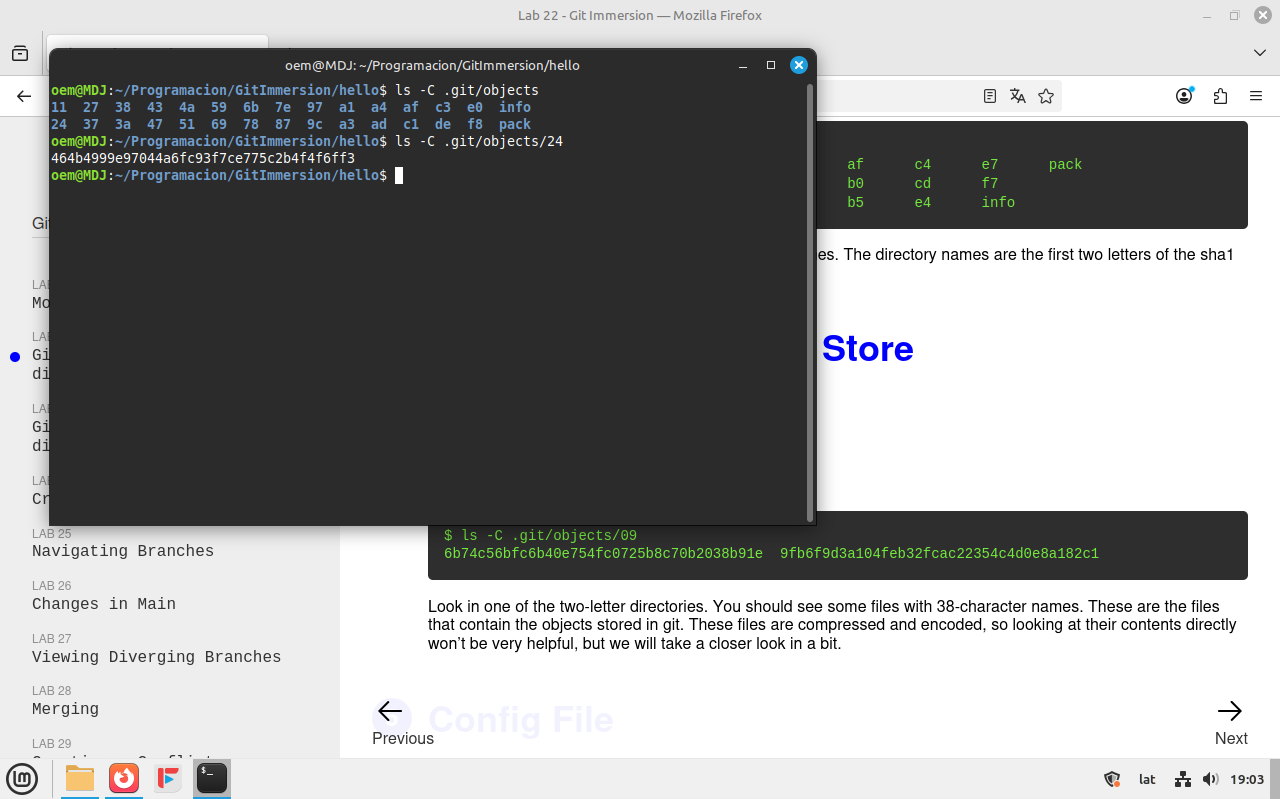 Lab 22 - Git Immersion — Mozilla Firefox
oem@MDJ: ~/Programacion/GitImmersion/hello
oem@MDJ:~/Programacion/GitImmersion/hello$ ls -C .git/objects
11 27 38 43 4a 59 6b 7e 97 a1 a4 af c3 e0 info
24 37 3a 47 51 69 78 87 9c a3 ad c1 de f8 pack
oem@MDJ:~/Programacion/GitImmersion/hello$ ls -C .git/objects/24
464b4999e97044a6fc93f7ce775c2b4f4f6ff3
oem@MDJ:~/Programacion/GitImmersion/hello$
af c4 e7 pack
b0 cd f7
b5 e4 info
es. The directory names are the first two letters of the sha1
Store
Git
LAB
Mo
LAB
Gi
di
LAB
Gi
di
LAB
Cr
LAB 25
Navigating Branches
LAB 26
Changes in Main
LAB 27
Viewing Diverging Branches
LAB 28
Merging
LAB 29
$ ls -C .git/objects/09
6b74c56bfc6b40e754fc0725b8c70b2038b91e 9fb6f9d3a104feb32fcac22354c4d0e8a182c1
Look in one of the two-letter directories. You should see some files with 38-character names. These are the files
that contain the objects stored in git. These files are compressed and encoded, so looking at their contents directly
won’t be very helpful, but we will take a closer look in a bit.
Config File
Previous
Next
lat
19:03